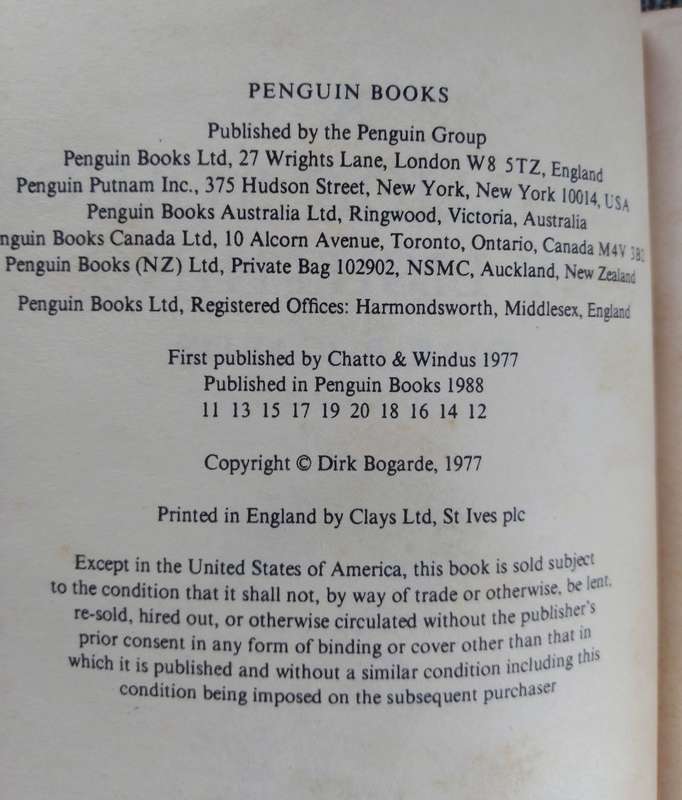 PENGUIN BOOKS
Published by the Penguin Group
Penguin Books Ltd, 27 Wrights Lane, London W8 5TZ, England
Penguin Putnam Inc., 375 Hudson Street, New York, New York 10014, USA
Penguin Books Australia Ltd, Ringwood, Victoria, Australia
nguin Books Canada Ltd, 10 Alcorn Avenue, Toronto, Ontario, Canada M4V 3B2
Penguin Books (NZ) Ltd, Private Bag 102902, NSMC, Auckland, New Zealand
Penguin Books Ltd, Registered Offices: Harmondsworth, Middlesex, England
First published by Chatto & Windus 1977
Published in Penguin Books 1988
11 13 15 17 19 20 18 16 14 12
Copyright © Dirk Bogarde, 1977
Printed in England by Clays Ltd, St Ives plc
Except in the United States of America, this book is sold subject
to the condition that it shall not, by way of trade or otherwise, be lent,
re-sold, hired out, or otherwise circulated without the publisher's
prior consent in any form of binding or cover other than that in
which it is published and without a similar condition including this
condition being imposed on the subsequent purchaser